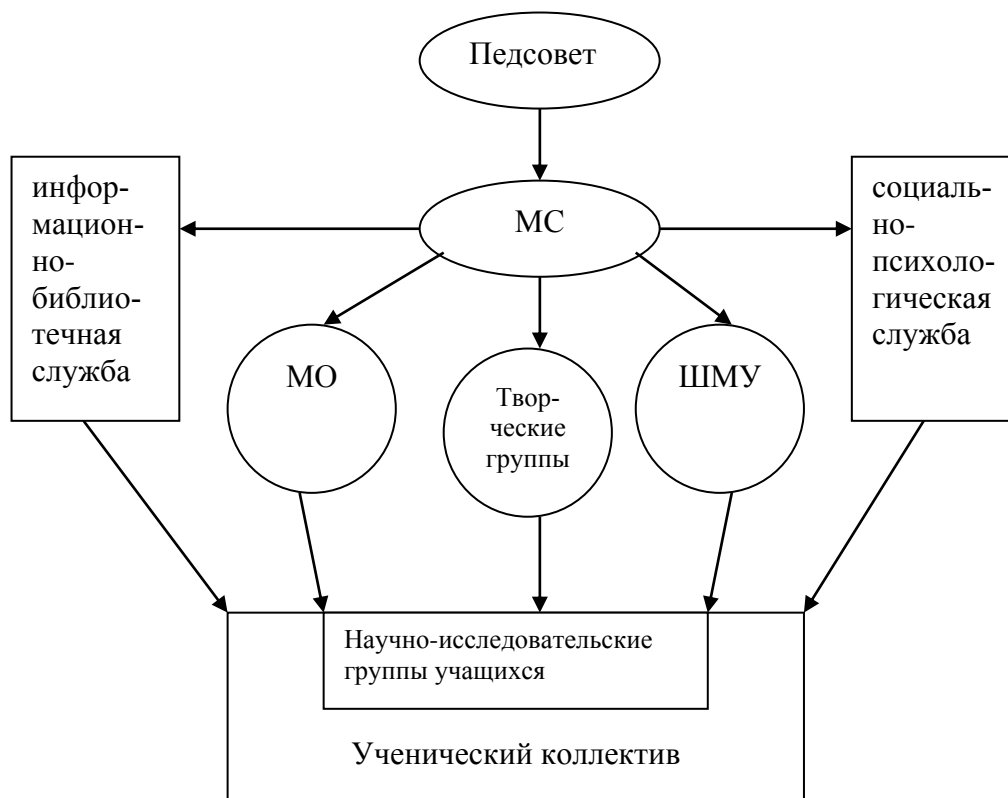 Педсовет
инфор-
мацион-
но-
библио-
течная
служба
МС
социаль-
но-
психоло-
гическая
служба
МО
Твор-
ческие
группы
ШМУ
Научно-исследовательские
группы учащихся
Ученический коллектив